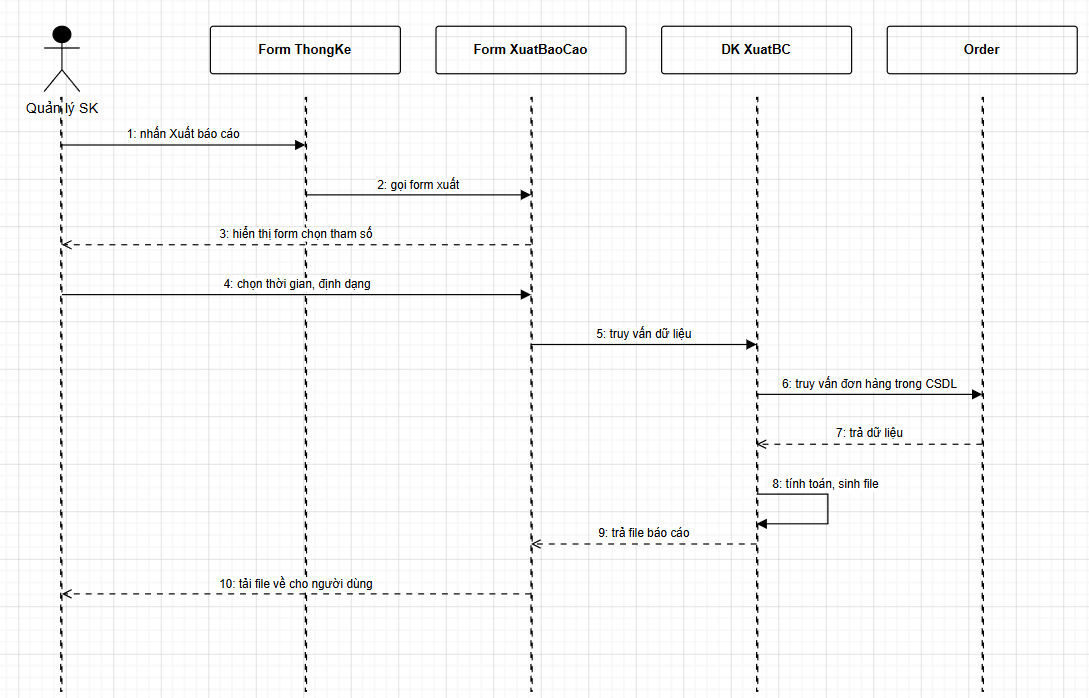 Form ThongKe
Form XuatBaoCao
DK XuatBC
Order
Quản lý SK
1: nhấn Xuất báo cáo
2: gọi form xuất
3: hiển thị form chọn tham số
4: chọn thời gian, định dạng
5: truy vấn dữ liệu
6: truy vấn đơn hàng trong CSDL
7: trả dữ liệu
8: tính toán, sinh file
9: trả file báo cáo
10: tải file về cho người dùng